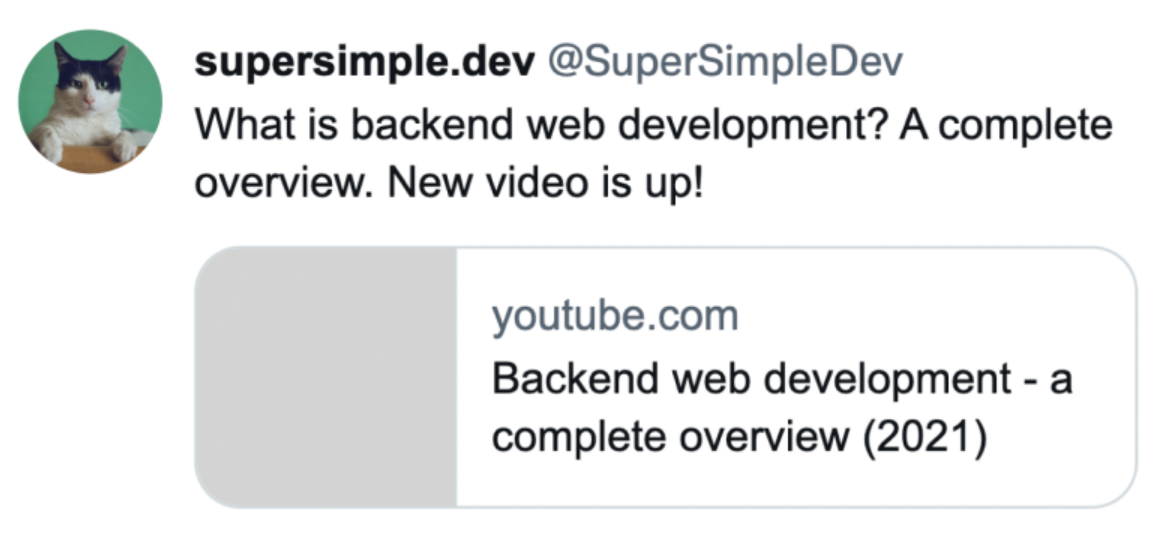 supersimple.dev @SuperSimpleDev
What is backend web development? A complete
overview. New video is up!
youtube.com
Backend web development - a
complete overview (2021)